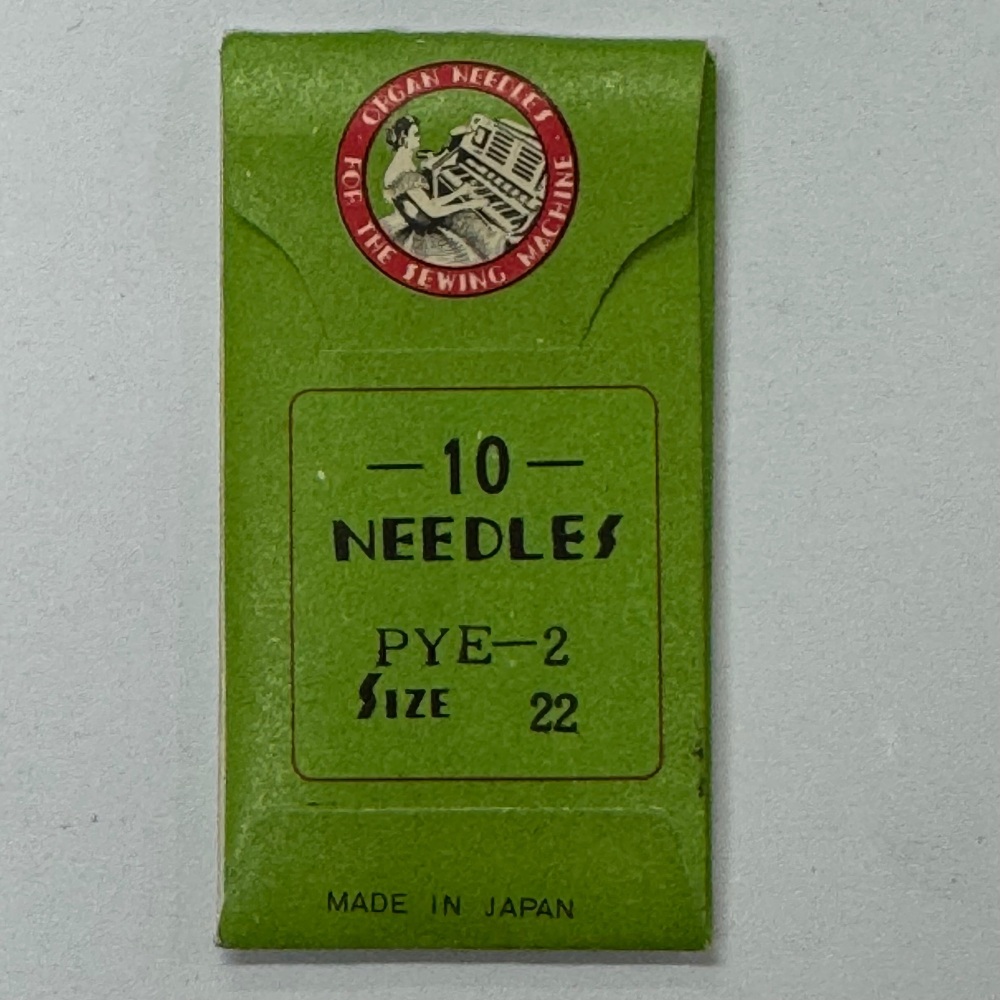 ORGAN NEEDLES
FOR THE SEWING MACHINE
—10—
NEEDLES
PYE—2
SIZE 22
MADE IN JAPAN